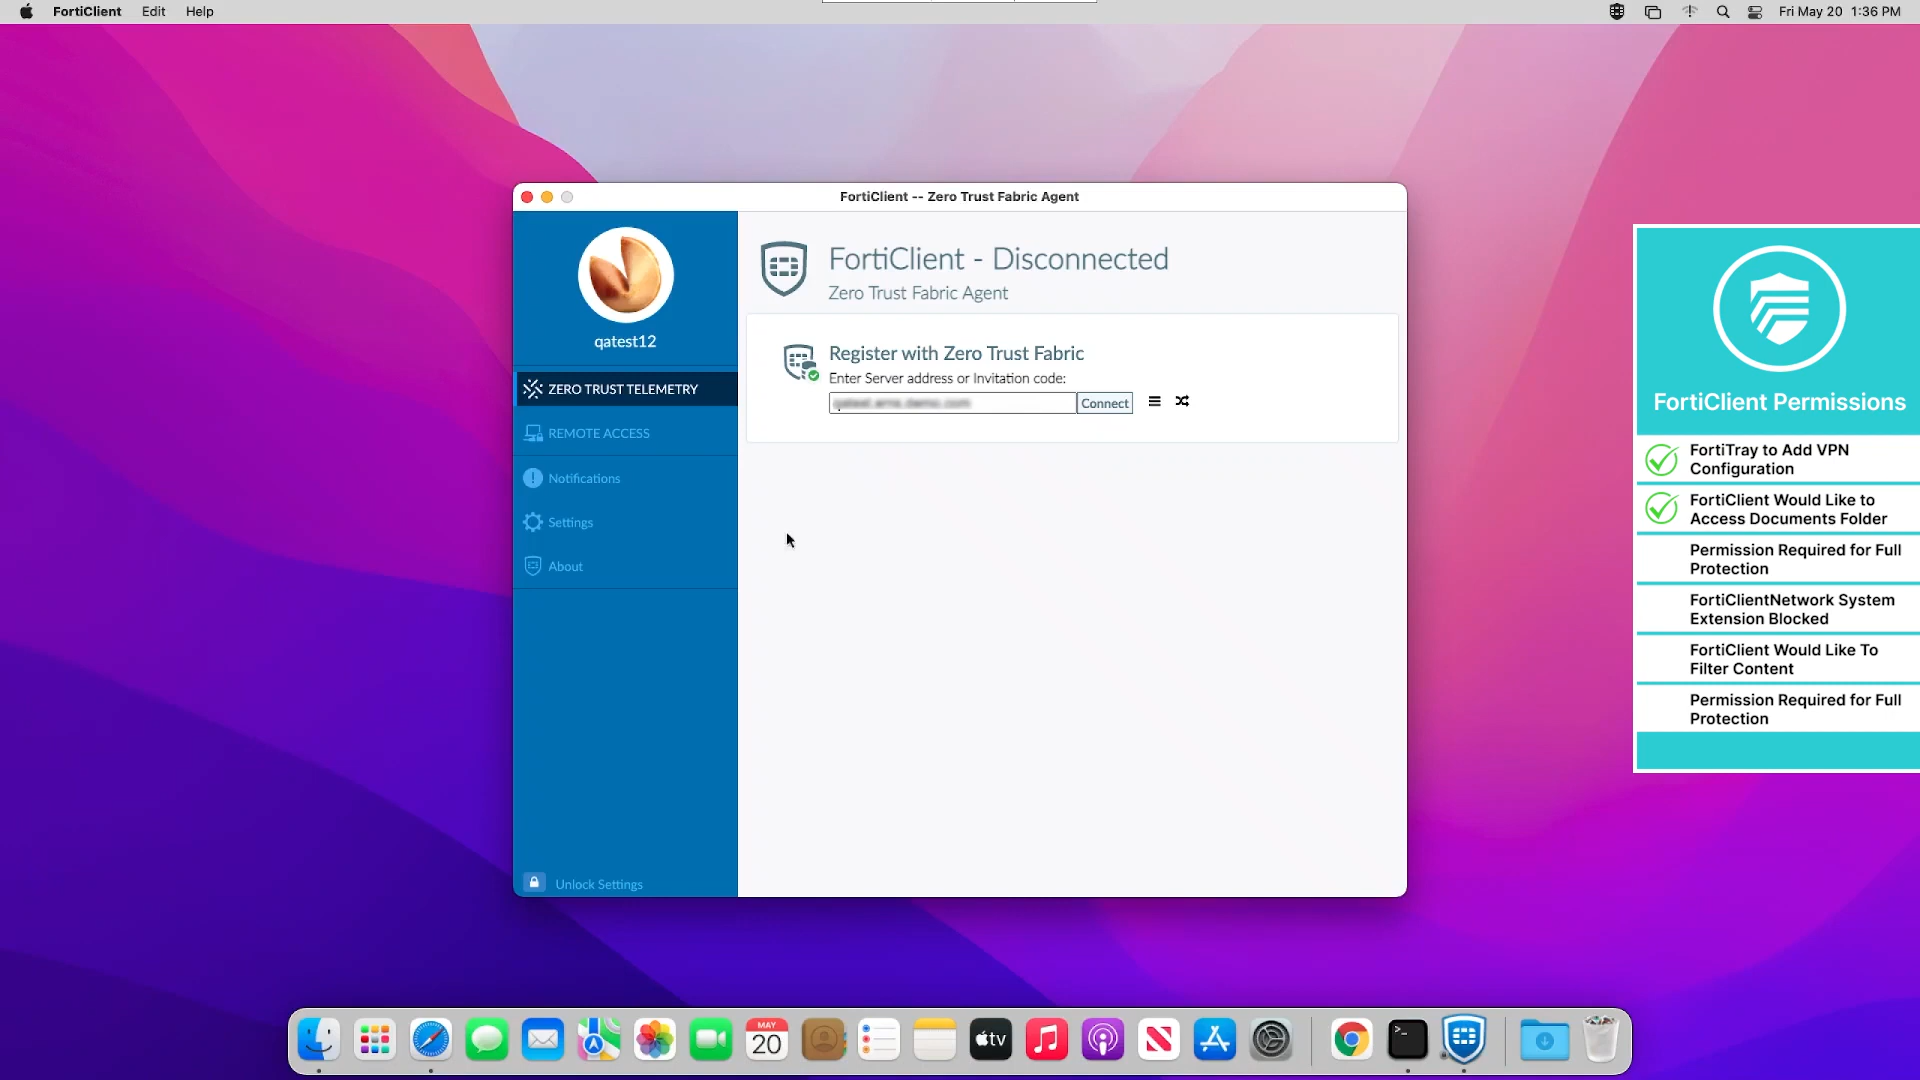 FortiClient Edit Help
Fri May 20 1:36 PM
FortiClient -- Zero Trust Fabric Agent
qatest12
ZERO TRUST TELEMETRY
REMOTE ACCESS
Notifications
Settings
About
Unlock Settings
FortiClient - Disconnected
Zero Trust Fabric Agent
Register with Zero Trust Fabric
Enter Server address or Invitation code:
Connect
FortiClient Permissions
FortiTray to Add VPN
Configuration
FortiClient Would Like to
Access Documents Folder
Permission Required for Full
Protection
FortiClientNetwork System
Extension Blocked
FortiClient Would Like To
Filter Content
Permission Required for Full
Protection
MAY
20
tv